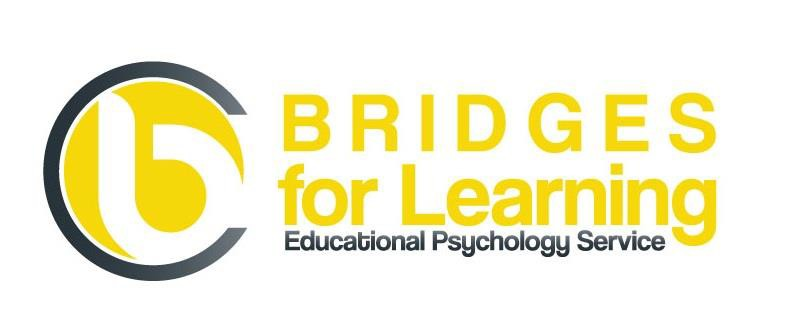 b
BRIDGES
for Learning
Educational Psychology Service